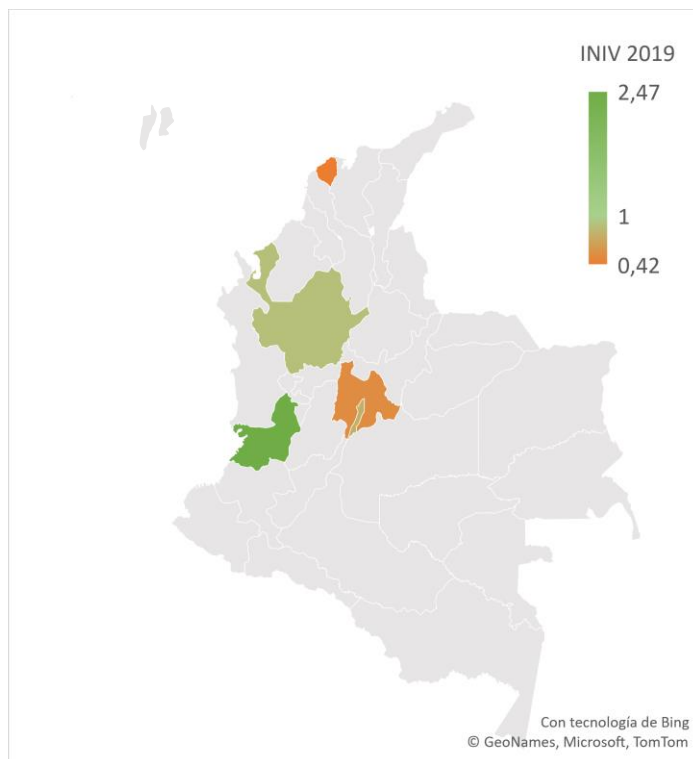 INIV 2019
2,47
1
0,42
Con tecnología de Bing
© GeoNames, Microsoft, TomTom